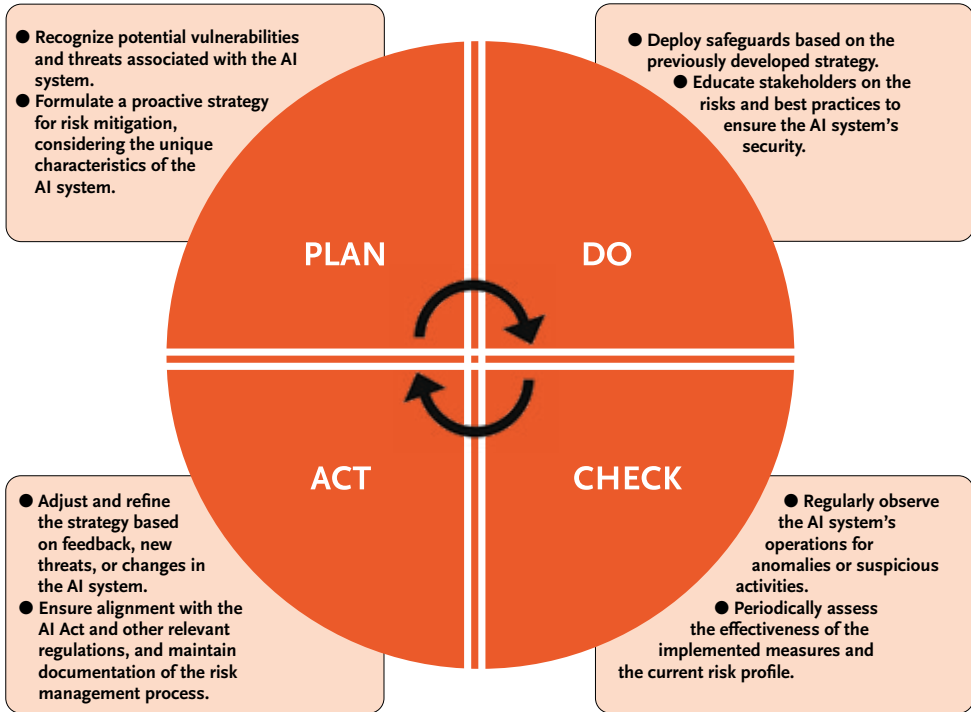 ● Recognize potential vulnerabilities
and threats associated with the AI
system.
● Formulate a proactive strategy
for risk mitigation,
considering the unique
characteristics of the
AI system.
● Deploy safeguards based on the
previously developed strategy.
● Educate stakeholders on the
risks and best practices to
ensure the AI system’s
security.
PLAN
DO
ACT
CHECK
● Adjust and refine
the strategy based
on feedback, new
threats, or changes in
the AI system.
● Ensure alignment with the
AI Act and other relevant
regulations, and maintain
documentation of the risk
management process.
● Regularly observe
the AI system’s
operations for
anomalies or suspicious
activities.
● Periodically assess
the effectiveness of the
implemented measures and
the current risk profile.